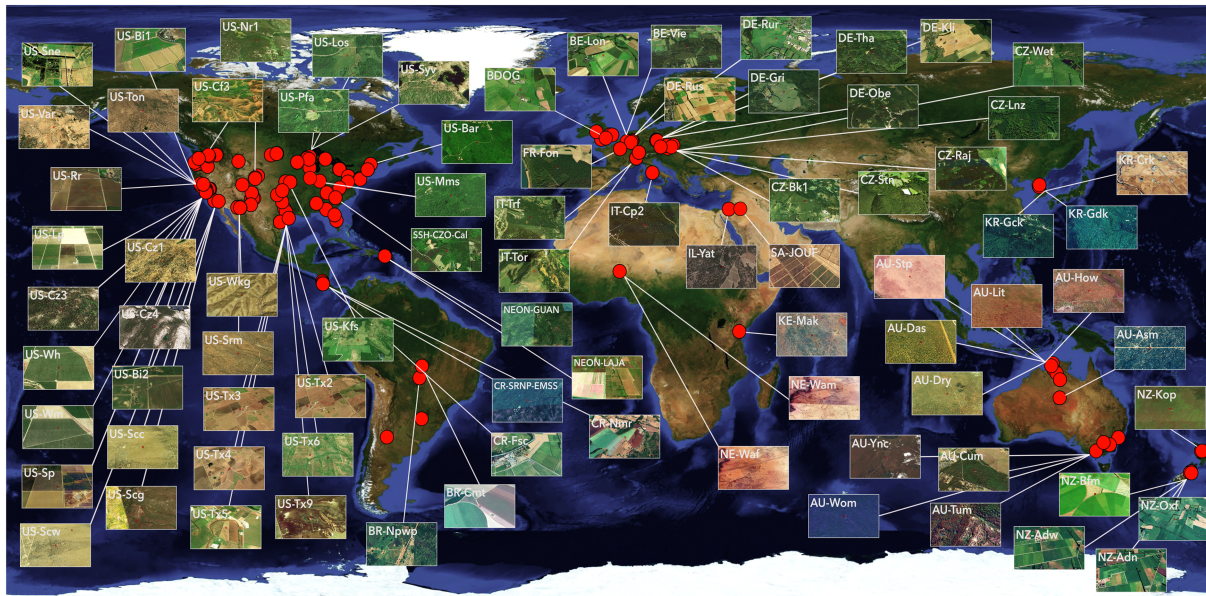 US-Sne
US-Bi1
US-Nr1
US-Los
US-Syv
BDOG
BE-Lon
BE-Vie
DE-Rur
DE-Tha
DE-Kli
CZ-Wet
US-Var
US-Ton
US-Cf3
US-Pfa
US-Bar
DE-Rus
DE-Gri
DE-Obe
CZ-Lnz
US-Rr
US-Mms
FR-Fon
CZ-Raj
KR-Crk
IT-Trf
IT-Cp2
CZ-Bk1
CZ-Stn
KR-Gck
KR-Gdk
US-Cz1
SSH-CZO-Cal
IT-Tor
IL-Yat
SA-JOUF
AU-Stp
AU-Lit
AU-How
US-Cz3
US-Cz4
US-Wkg
NEON-GUAN
US-Kfs
KE-Mak
AU-Das
AU-Asm
US-Wh
US-Bi2
US-Srm
NEON-LAJA
CR-SRNP-EMSS
NE-Wam
AU-Dry
NZ-Kop
US-Wm
US-Tx3
US-Tx2
CR-Nmr
US-Scc
US-Tx4
US-Tx6
CR-Fsc
NE-Waf
AU-Ync
AU-Cum
US-Sp
US-Scg
US-Tx5
US-Tx9
BR-Cmt
AU-Wom
AU-Tum
NZ-Bfm
NZ-Oxf
US-Scw
BR-Npwp
NZ-Adw
NZ-Adn